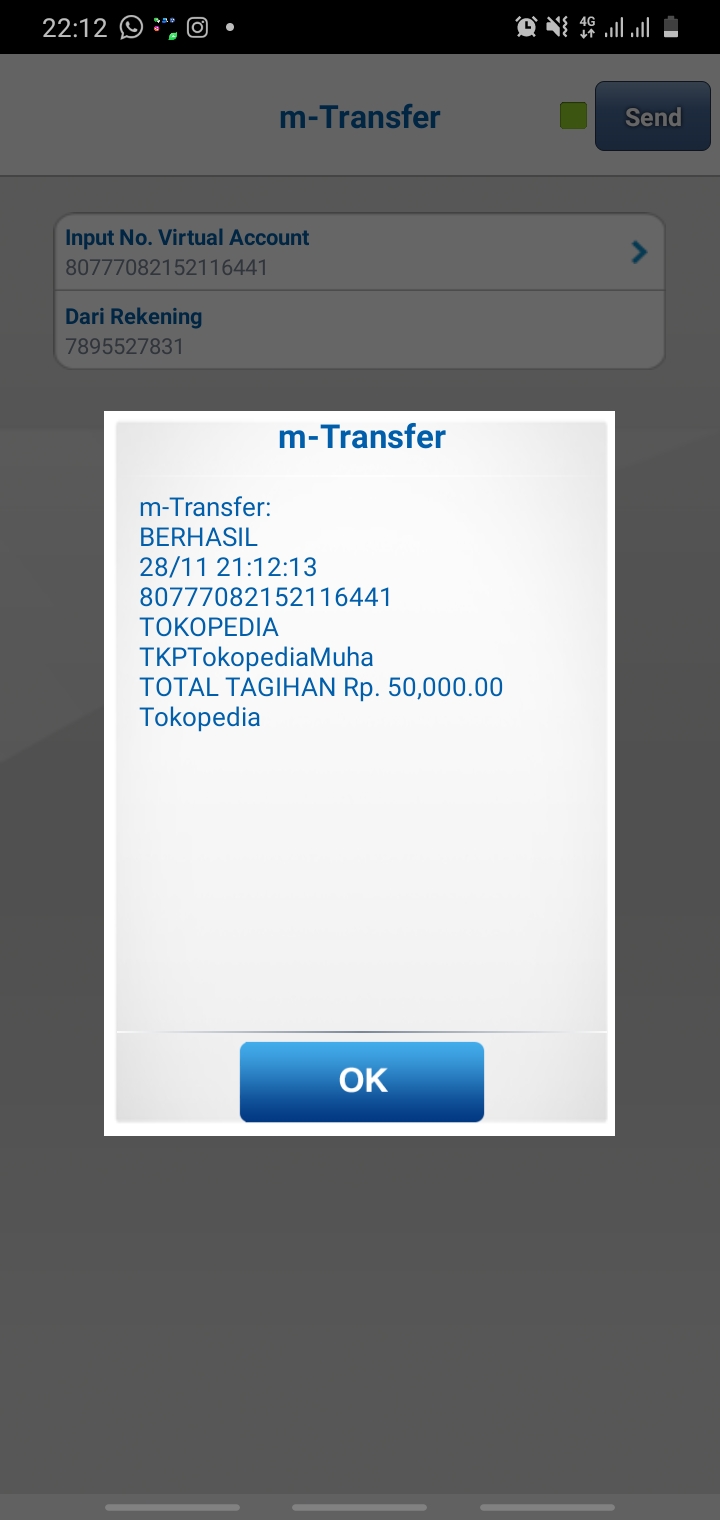 22:12
4G
m-Transfer
Send
Input No. Virtual Account
80777082152116441
Dari Rekening
7895527831
m-Transfer
m-Transfer:
BERHASIL
28/11 21:12:13
80777082152116441
TOKOPEDIA
TKPTokopediaMuha
TOTAL TAGIHAN Rp. 50,000.00
Tokopedia
OK